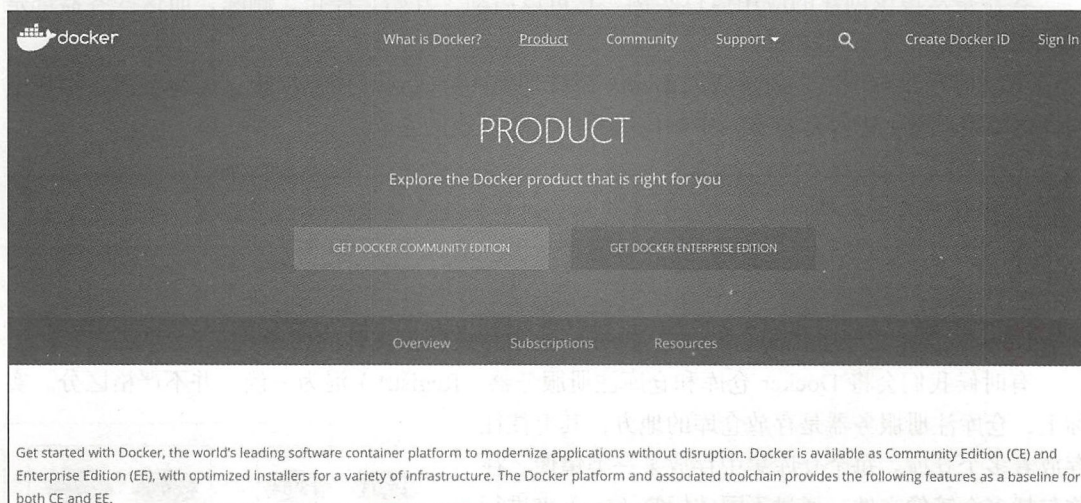 docker What is Docker? Product Community Support Create Docker ID Sign In
PRODUCT
Explore the Docker product that is right for you
GET DOCKER COMMUNITY EDITION GET DOCKER ENTERPRISE EDITION
Overview Subscriptions Resources
Get started with Docker, the world's leading software container platform to modernize applications without disruption. Docker is available as Community Edition (CE) and
Enterprise Edition (EE), with optimized installers for a variety of infrastructure. The Docker platform and associated toolchain provides the following features as a baseline for
both CE and EE.